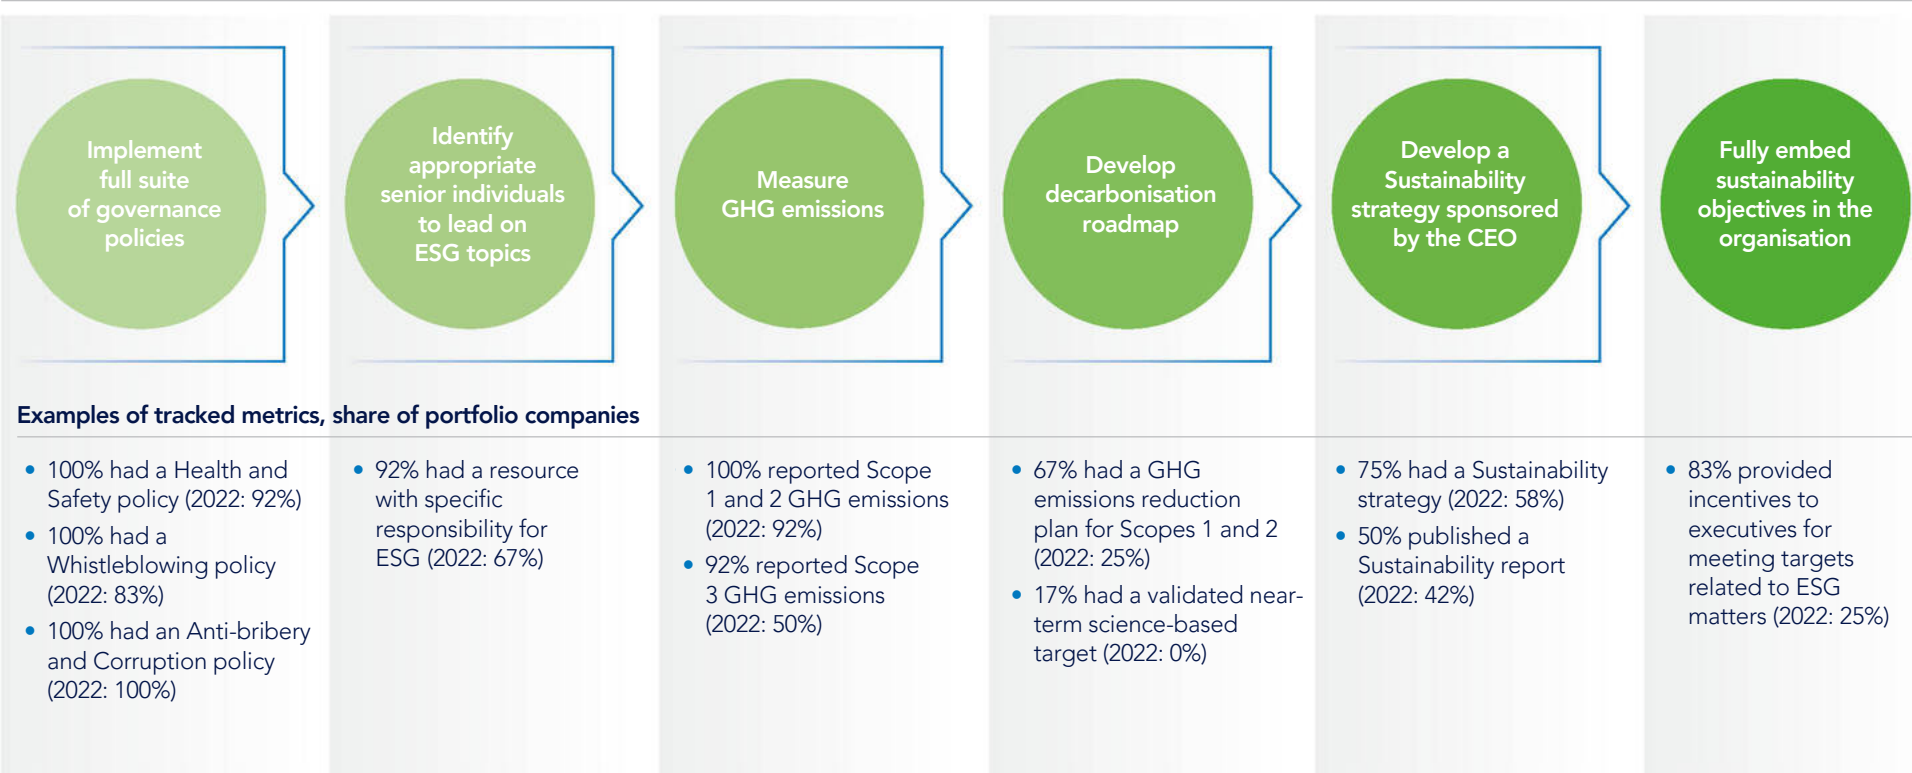 Implement
full suite
of governance
policies
Identify
appropriate
senior individuals
to lead on
ESG topics
Measure
GHG emissions
Develop
decarbonisation
roadmap
Develop a
Sustainability
strategy sponsored
by the CEO
Fully embed
sustainability
objectives in the
organisation
Examples of tracked metrics, share of portfolio companies
• 100% had a Health and
Safety policy (2022: 92%)
• 100% had a
Whistleblowing policy
(2022: 83%)
• 100% had an Anti-bribery
and Corruption policy
(2022: 100%)
• 92% had a resource
with specific
responsibility for
ESG (2022: 67%)
• 100% reported Scope
1 and 2 GHG emissions
(2022: 92%)
• 92% reported Scope
3 GHG emissions
(2022: 50%)
• 67% had a GHG
emissions reduction
plan for Scopes 1 and 2
(2022: 25%)
• 17% had a validated near-
term science-based
target (2022: 0%)
• 75% had a Sustainability
strategy (2022: 58%)
• 50% published a
Sustainability report
(2022: 42%)
• 83% provided
incentives to
executives for
meeting targets
related to ESG
matters (2022: 25%)